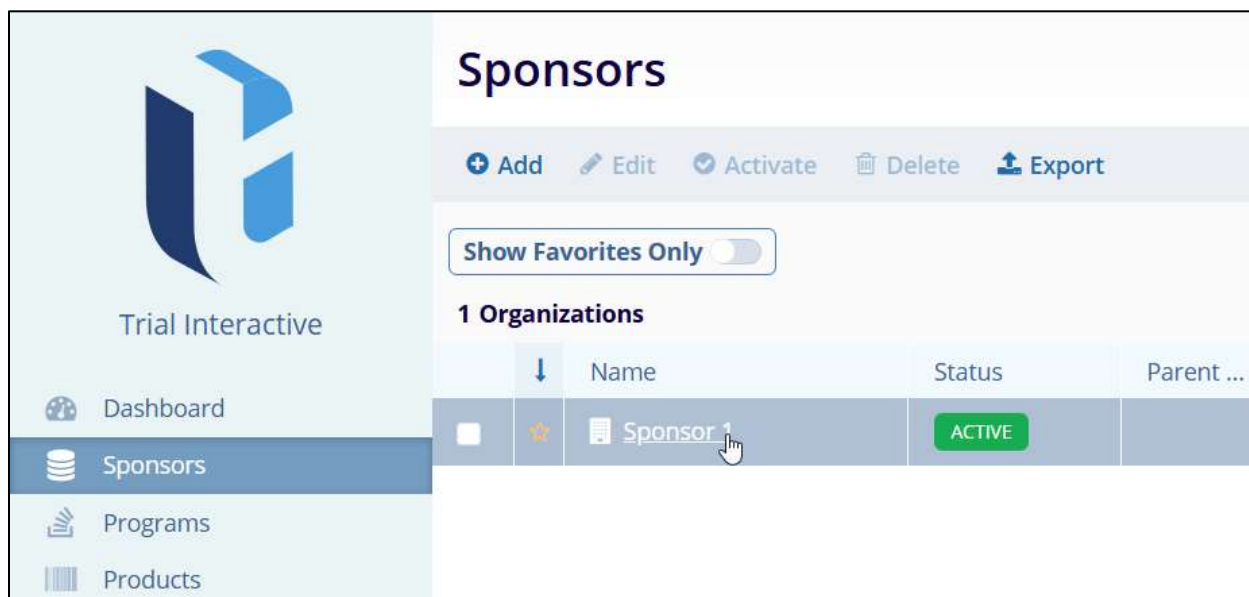 Trial Interactive
Dashboard
Sponsors
Programs
Products
Sponsors
Add Edit Activate Delete Export
Show Favorites Only
1 Organizations
Name Status Parent ...
Sponsor 1 ACTIVE